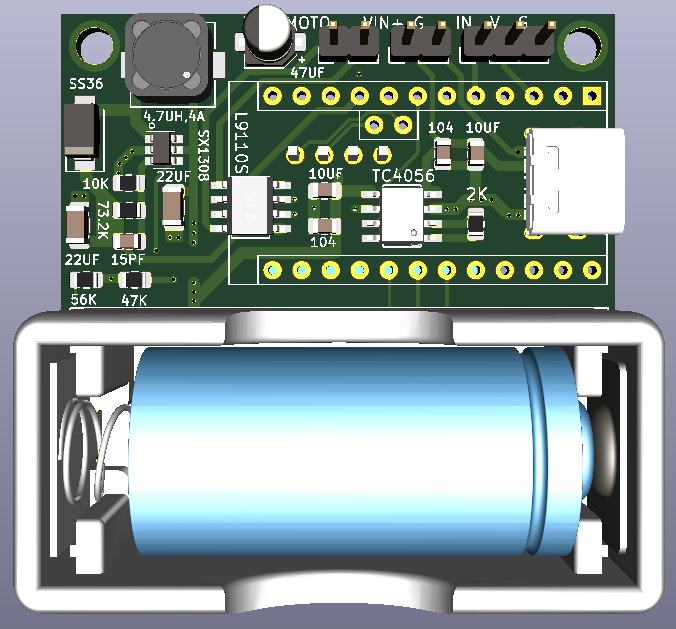 MOTO
VIN+ G
IN V G
47UF
+
SS36
4.7UH,4A
SX1308
L9110S
104
10UF
10K
22UF
10UF
TC4056
73.2K
2K
104
22UF
15PF
56K
47K